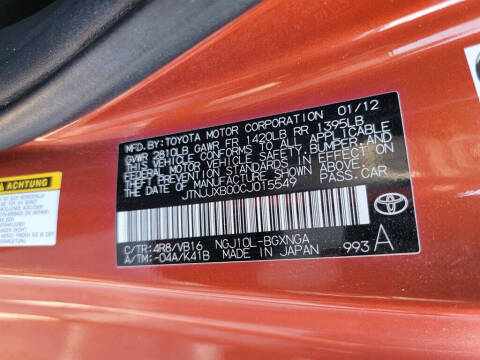 MFD.BY:TOYOTA MOTOR CORPORATION 01/12
GVWR 2810LB GAWR FR 1420LB RR 1395LB
THIS VEHICLE CONFORMS TO ALL APPLICABLE
FEDERAL MOTOR VEHICLE SAFETY, BUMPER, AND
THEFT PREVENTION STANDARDS IN EFFECT ON
THE DATE OF MANUFACTURE SHOWN ABOVE.
JTNJJXB00CJ015549 PASS.CAR
C/TR:4R8/VB16 NGJ10L-BGXNGA
A/TM:-04A/K41B MADE IN JAPAN 993 A
ACHTUNG